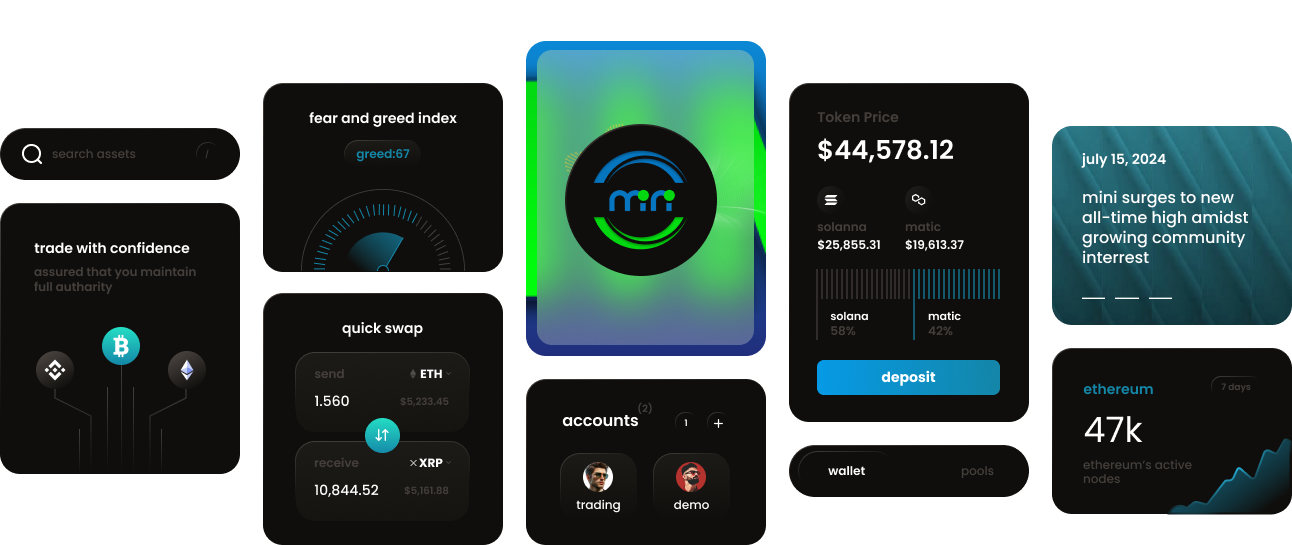 search assets
/
trade with confidence
assured that you maintain
full autharity
fear and greed index
greed:67
quick swap
send
ETH
1.560
$5,233.45
receive
XRP
10,844.52
$5,161.88
mini
accounts
(2)
1
+
trading
demo
Token Price
$44,578.12
solanna
matic
$25,855.31
$19,613.37
solana
matic
58%
42%
deposit
wallet
pools
july 15, 2024
mini surges to new
all-time high amidst
growing community
interrest
ethereum
7 days
47k
ethereum's active
nodes